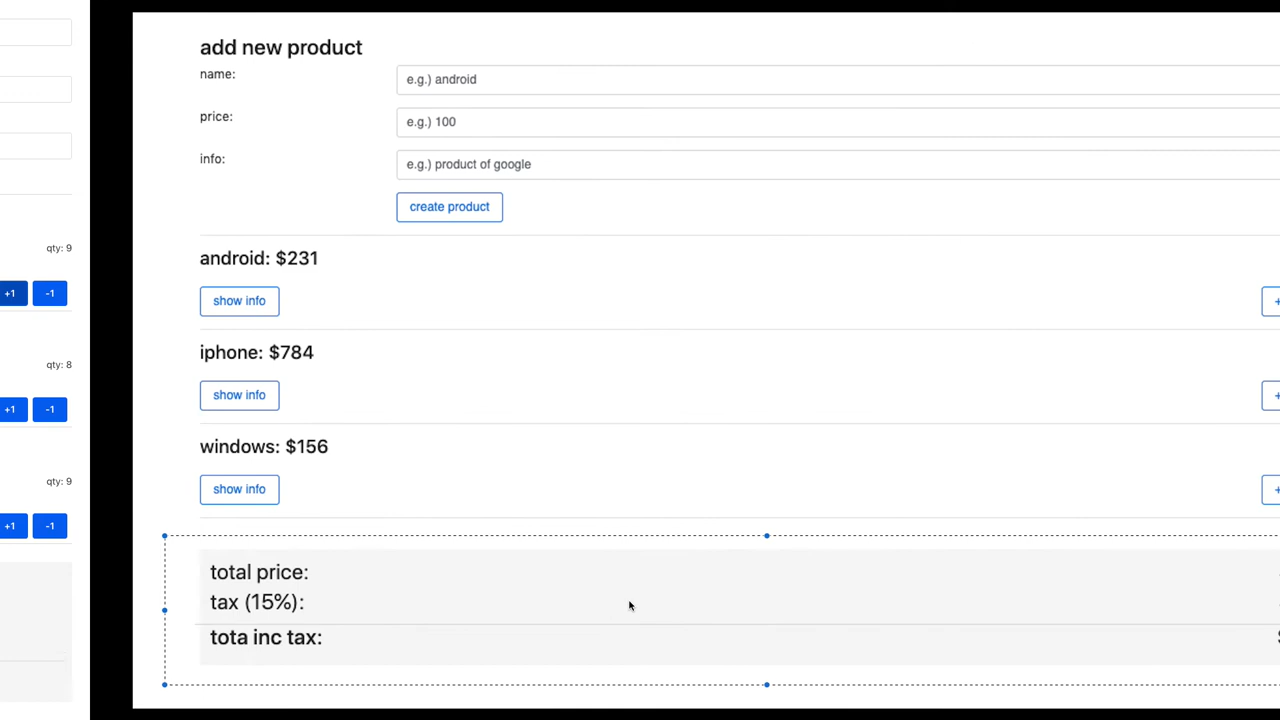 qty: 9
+1 -1
qty: 8
+1 -1
qty: 9
+1 -1
add new product
name: e.g.) android
price: e.g.) 100
info: e.g.) product of google
create product
android: $231
show info +
iphone: $784
show info +
windows: $156
show info +
total price:
tax (15%):
tota inc tax: